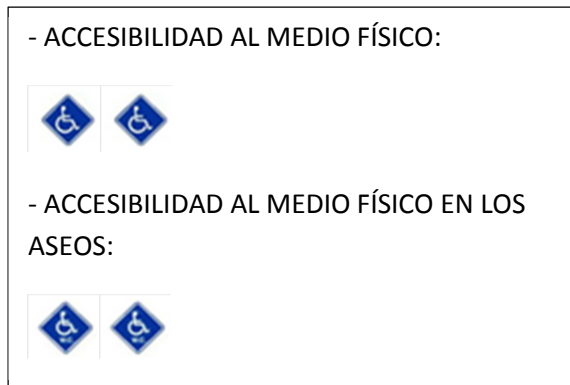 - ACCESIBILIDAD AL MEDIO FÍSICO:
- ACCESIBILIDAD AL MEDIO FÍSICO EN LOS
ASEOS: